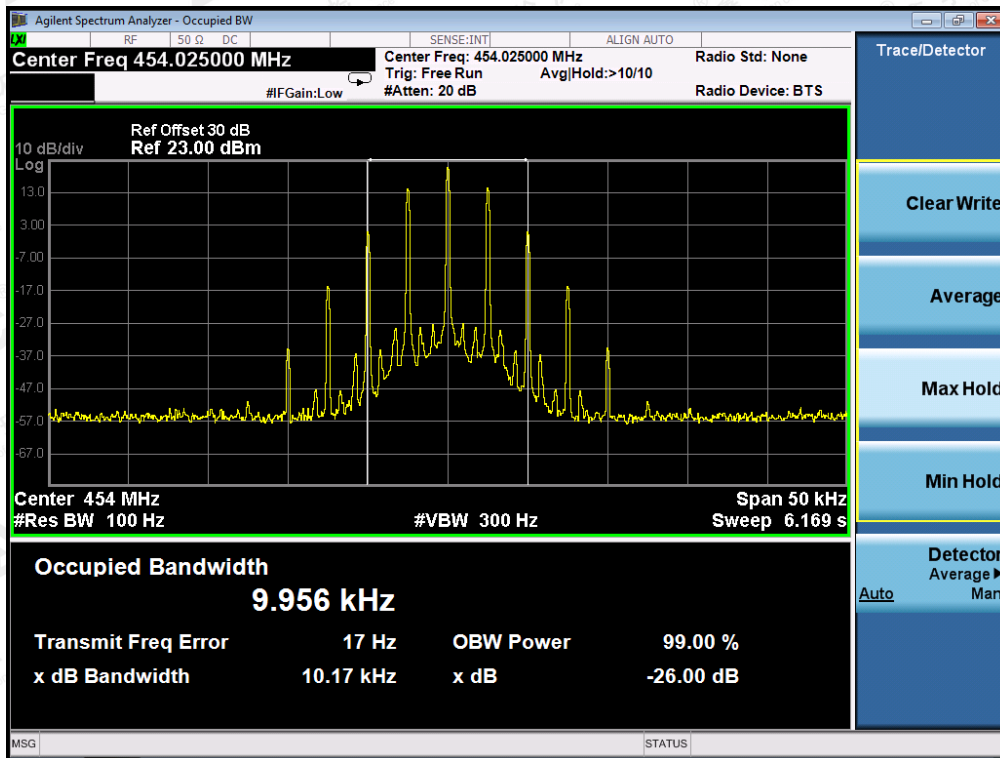 Agilent Spectrum Analyzer - Occupied BW
LXI RF 50 Ω DC SENSE:INT ALIGN AUTO
Center Freq 454.025000 MHz
Center Freq: 454.025000 MHz
Radio Std: None
Trig: Free Run Avg|Hold:>10/10
#IFGain:Low
#Atten: 20 dB
Radio Device: BTS
Ref Offset 30 dB
10 dB/div Ref 23.00 dBm
Log
13.0
3.00
-7.00
-17.0
-27.0
-37.0
-47.0
-57.0
-67.0
Center 454 MHz Span 50 kHz
#Res BW 100 Hz #VBW 300 Hz Sweep 6.169 s
Occupied Bandwidth
9.956 kHz
Transmit Freq Error 17 Hz OBW Power 99.00 %
x dB Bandwidth 10.17 kHz x dB -26.00 dB
MSG STATUS
Trace/Detector
Clear Write
Average
Max Hold
Min Hold
Detector
Average
Auto Man